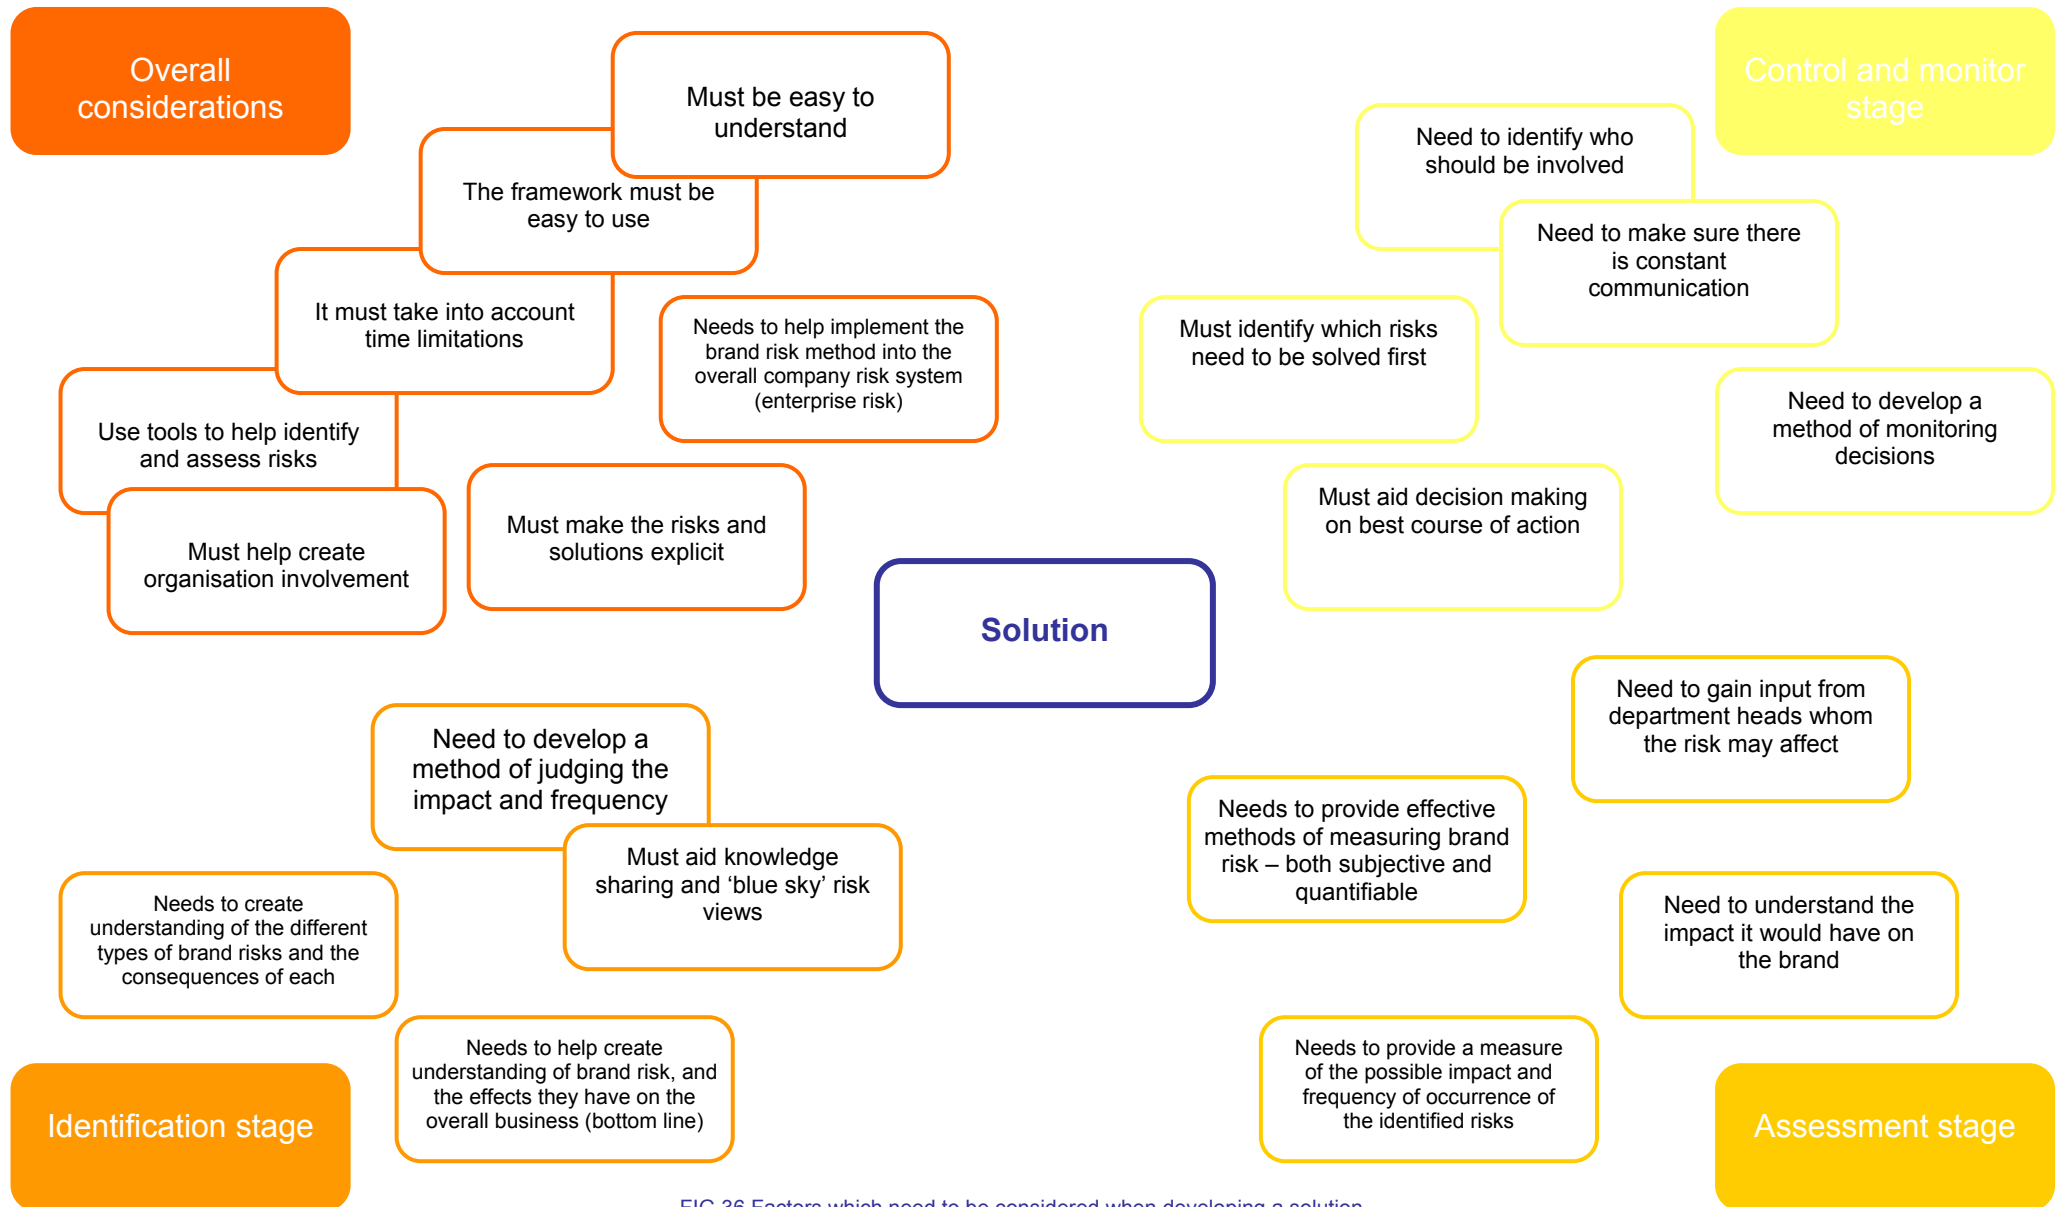 Overall
considerations
Must be easy to
understand
The framework must be
easy to use
It must take into account
time limitations
Needs to help implement the
brand risk method into the
overall company risk system
(enterprise risk)
Use tools to help identify
and assess risks
Must help create
organisation involvement
Must make the risks and
solutions explicit
Control and monitor
stage
Need to identify who
should be involved
Need to make sure there
is constant
communication
Must identify which risks
need to be solved first
Need to develop a
method of monitoring
decisions
Must aid decision making
on best course of action
Solution
Need to develop a
method of judging the
impact and frequency
Must aid knowledge
sharing and ‘blue sky’ risk
views
Needs to create
understanding of the different
types of brand risks and the
consequences of each
Needs to help create
understanding of brand risk, and
the effects they have on the
overall business (bottom line)
Identification stage
Need to gain input from
department heads whom
the risk may affect
Needs to provide effective
methods of measuring brand
risk – both subjective and
quantifiable
Need to understand the
impact it would have on
the brand
Needs to provide a measure
of the possible impact and
frequency of occurrence of
the identified risks
Assessment stage
FIG 36 Factors which need to be considered when developing a solution